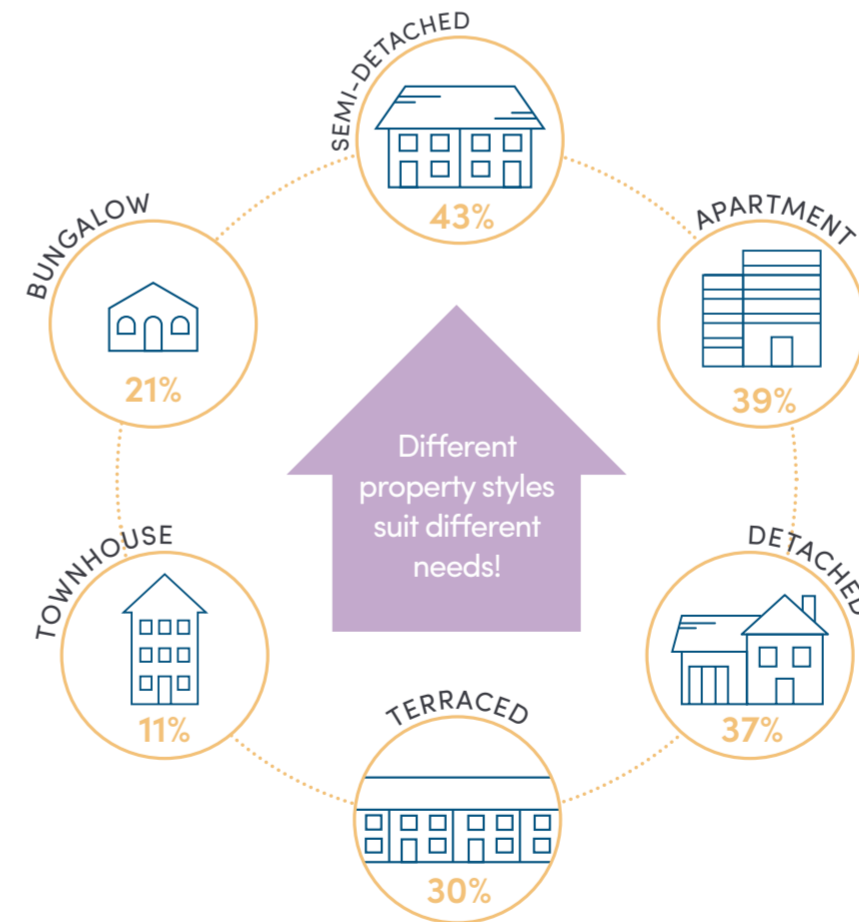 SEMI-DETACHED
43%
APARTMENT
39%
DETACHED
37%
TERRACED
30%
TOWNHOUSE
11%
BUNGALOW
21%
Different
property styles
suit different
needs!